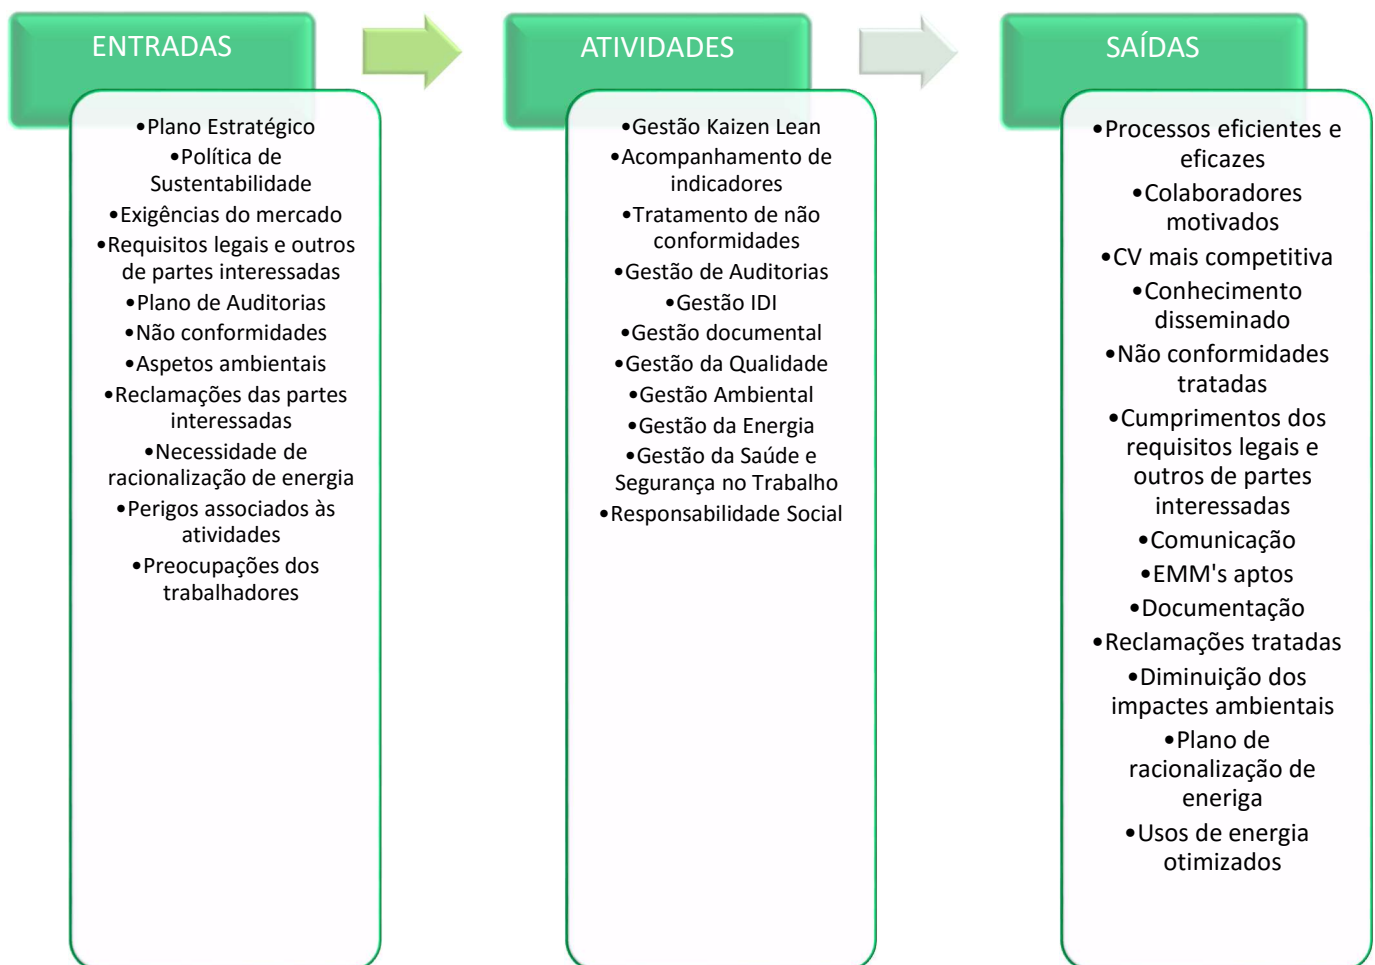 ENTRADAS
•Plano Estratégico
•Política de
Sustentabilidade
•Exigências do mercado
•Requisitos legais e outros
de partes interessadas
•Plano de Auditorias
•Não conformidades
•Aspetos ambientais
•Reclamações das partes
interessadas
•Necessidade de
racionalização de energia
•Perigos associados às
atividades
•Preocupações dos
trabalhadores
ATIVIDADES
•Gestão Kaizen Lean
•Acompanhamento de
indicadores
•Tratamento de não
conformidades
•Gestão de Auditorias
•Gestão IDI
•Gestão documental
•Gestão da Qualidade
•Gestão Ambiental
•Gestão da Energia
•Gestão da Saúde e
Segurança no Trabalho
•Responsabilidade Social
SAÍDAS
•Processos eficientes e
eficazes
•Colaboradores
motivados
•CV mais competitiva
•Conhecimento
disseminado
•Não conformidades
tratadas
•Cumprimentos dos
requisitos legais e
outros de partes
interessadas
•Comunicação
•EMM's aptos
•Documentação
•Reclamações tratadas
•Diminuição dos
impactes ambientais
•Plano de
racionalização de
eneriga
•Usos de energia
otimizados